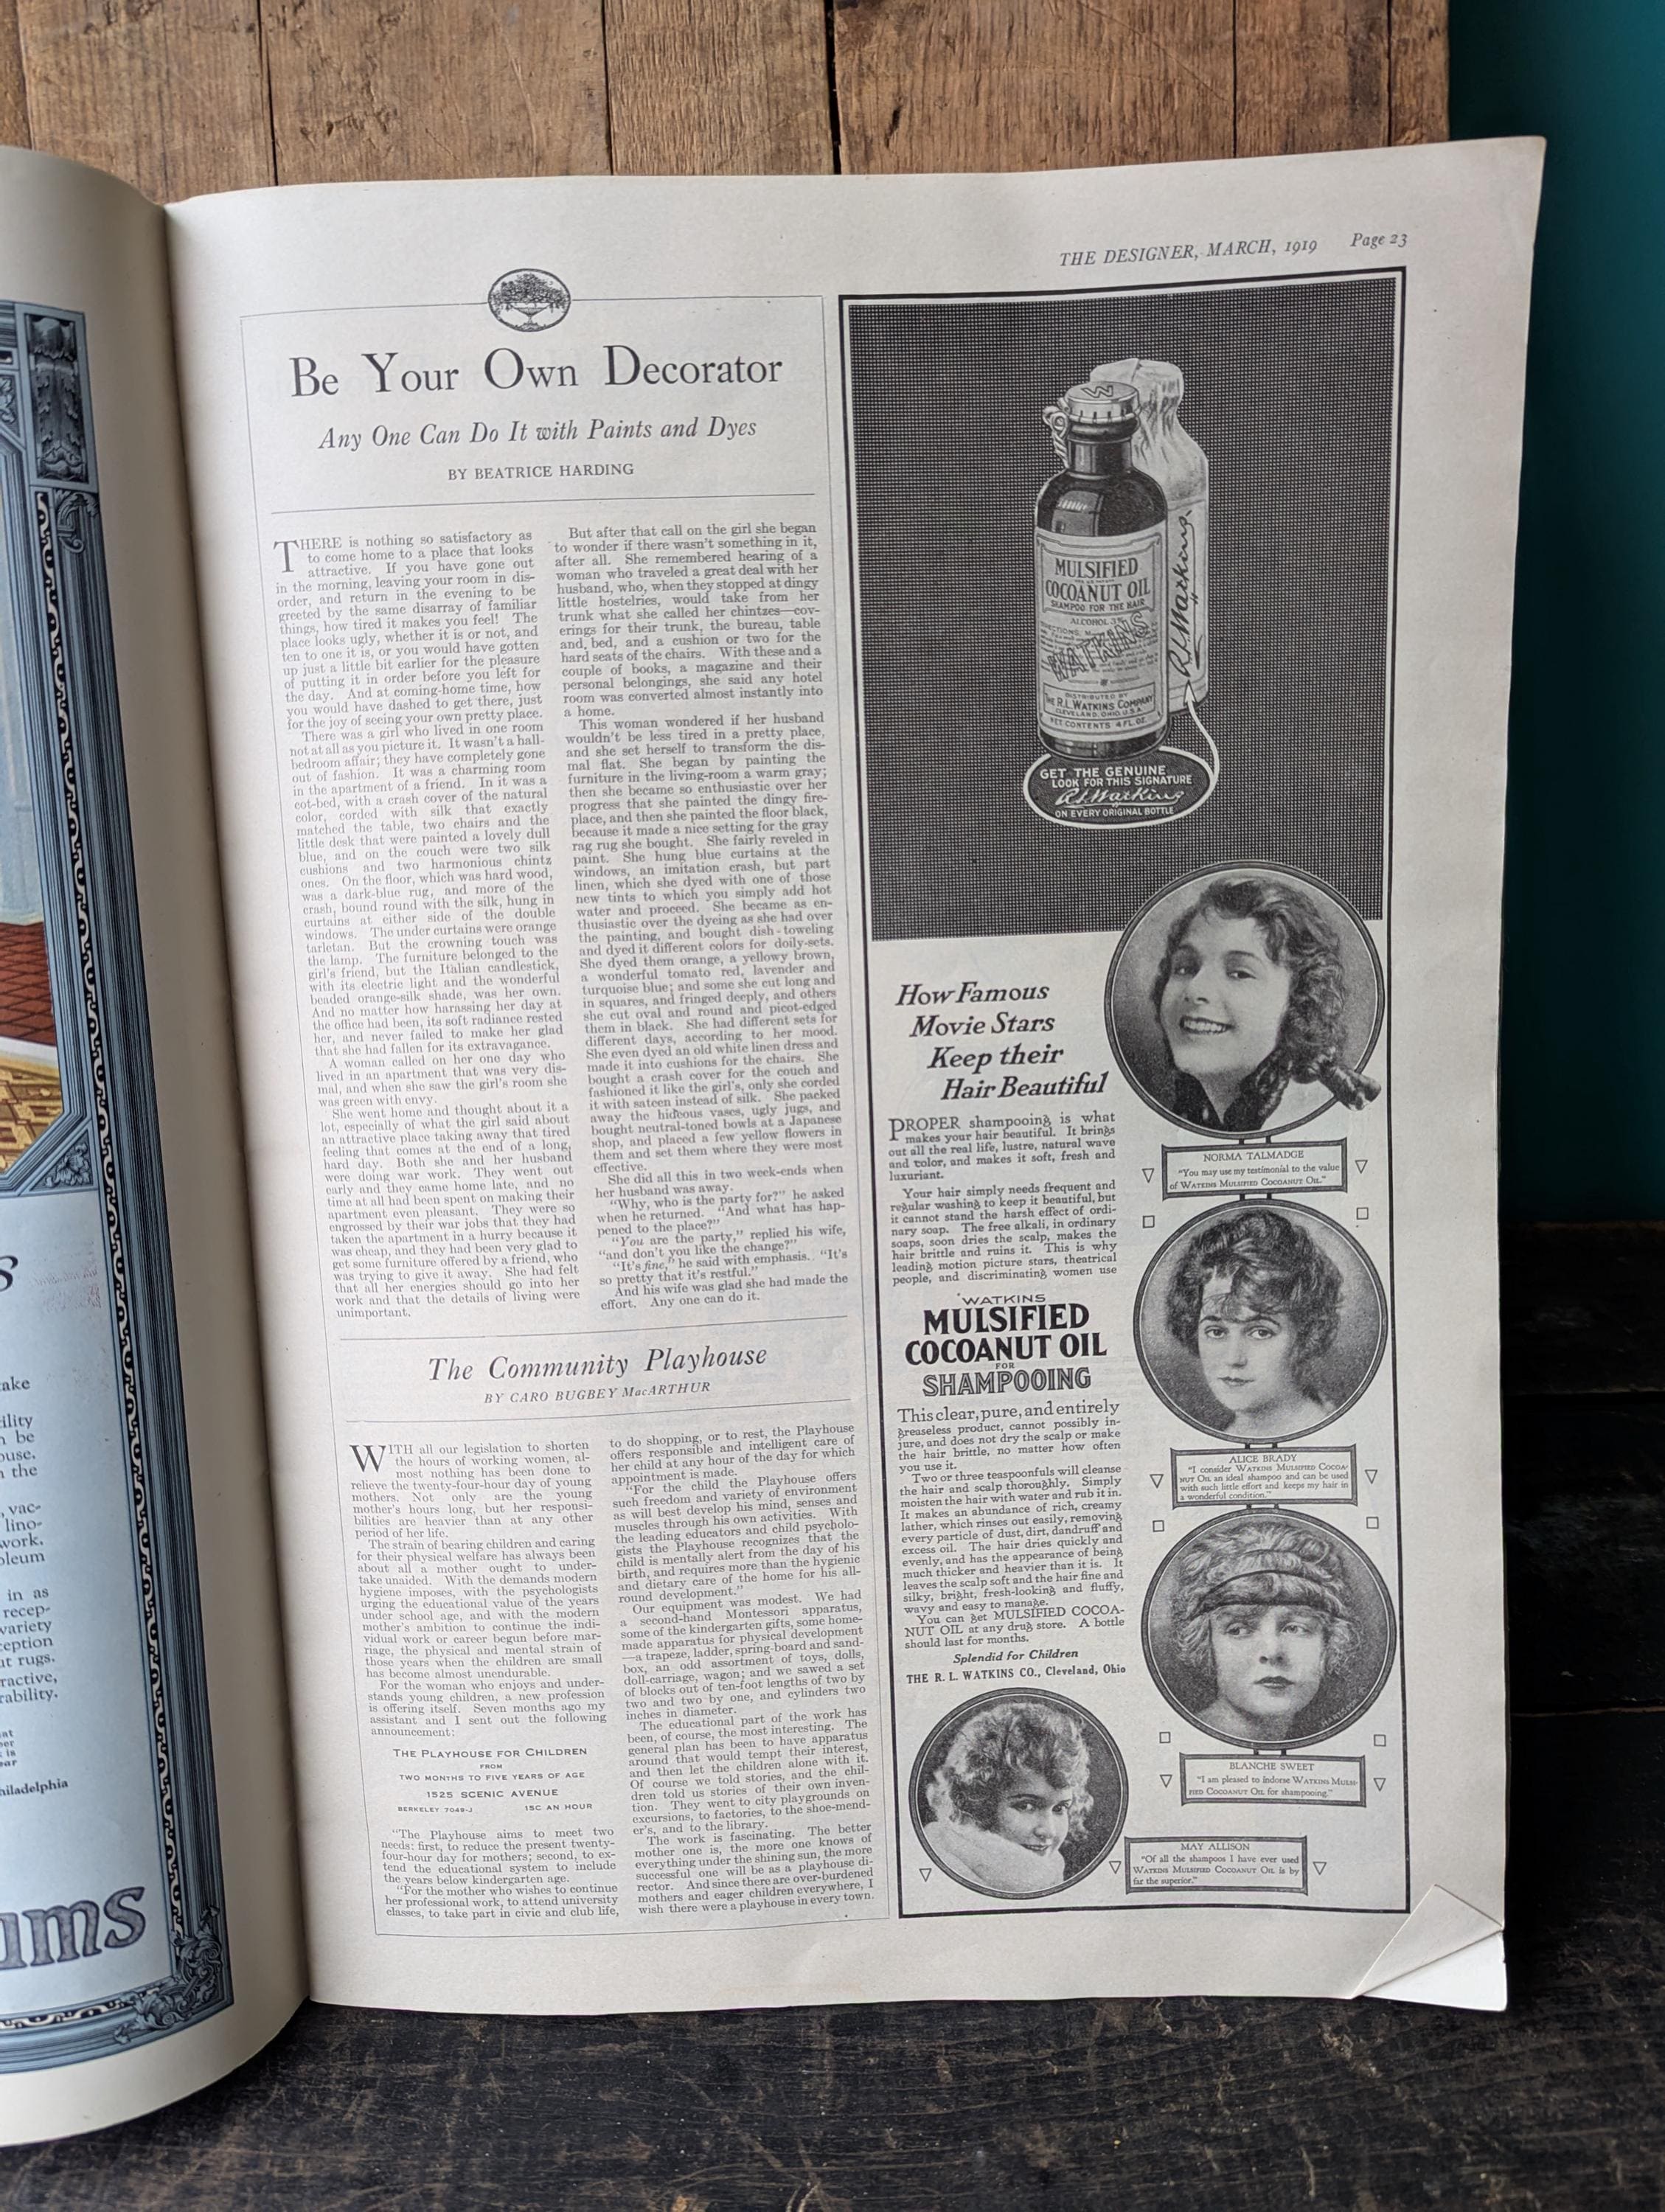 THE DESIGNER, MARCH, 1919 Page 23
Be Your Own Decorator
Any One Can Do It with Paints and Dyes
BY BEATRICE HARDING
THERE is nothing so satisfactory as
to come home to a place that looks
attractive. If you have gone out
in the morning, leaving your room in dis-
order, and return in the evening to be
greeted by the same disarray of familiar
things, how tired it makes you feel! The
place looks ugly, whether it is or not, and
ten to one it is, or you would have gotten
up just a little bit earlier for the pleasure
of putting it in order before you left for
the day. And at coming-home time, how
you would have dashed to get there, just
for the joy of seeing your own pretty place.
There was a girl who lived in one room
not at all as you picture it. It wasn't a hall-
bedroom affair; they have completely gone
out of fashion. It was a charming room
in the apartment of a friend. In it was a
cot-bed, with a crash cover of the natural
color, corded with silk that exactly
matched the table, two chairs and the
little desk that were painted a lovely dull
blue, and on the couch were two silk
cushions and two harmonious chintz
ones. On the floor, which was hard wood,
was a dark-blue rug, and more of the
crash, bound round with the silk, hung in
curtains at either side of the double
windows. The under curtains were orange
tarletan. But the crowning touch was
the lamp. The furniture belonged to the
girl's friend, but the Italian candlestick,
with its electric light and the wonderful
beaded orange-silk shade, was her own.
And no matter how harassing her day at
the office had been, its soft radiance rested
her, and never failed to make her glad
that she had fallen for its extravagance.
A woman called on her one day who
lived in an apartment that was very dis-
mal, and when she saw the girl's room she
was green with envy.
She went home and thought about it a
lot, especially of what the girl said about
an attractive place taking away that tired
feeling that comes at the end of a long,
hard day. Both she and her husband
were doing war work. They went out
early and they came home late, and no
time at all had been spent on making their
apartment even pleasant. They were so
engrossed by their war jobs that they had
taken the apartment in a hurry because it
was cheap, and they had been very glad to
get some furniture offered by a friend, who
was trying to give it away. She had felt
that all her energies should go into her
work and that the details of living were
unimportant.
But after that call on the girl she began
to wonder if there wasn't something in it,
after all. She remembered hearing of a
woman who traveled a great deal with her
husband, who, when they stopped at dingy
little hostelries, would take from her
trunk what she called her chintzes—cov-
erings for their trunk, the bureau, table
and bed, and a cushion or two for the
hard seats of the chairs. With these and a
couple of books, a magazine and their
personal belongings, she said any hotel
room was converted almost instantly into
a home.
This woman wondered if her husband
wouldn't be less tired in a pretty place,
and she set herself to transform the dis-
mal flat. She began by painting the
furniture in the living-room a warm gray;
then she became so enthusiastic over her
progress that she painted the dingy fire-
place, and then she painted the floor black,
because it made a nice setting for the gray
rag rug she bought. She fairly reveled in
paint. She hung blue curtains at the
windows, an imitation crash, but part
linen, which she dyed with one of those
new tints to which you simply add hot
water and proceed. She became as en-
thusiastic over the dyeing as she had over
the painting, and bought dish-toweling
and dyed it different colors for doily-sets.
She dyed them orange, a yellowy brown,
a wonderful tomato red, lavender and
turquoise blue; and some she cut long and
in squares, and fringed deeply, and others
she cut oval and round and picot-edged
them in black. She had different sets for
different days, according to her mood.
She even dyed an old white linen dress and
made it into cushions for the chairs. She
bought a crash cover for the couch and
fashioned it like the girl's, only she corded
it with sateen instead of silk. She packed
away the hideous vases, ugly jugs, and
bought neutral-toned bowls at a Japanese
shop, and placed a few yellow flowers in
them and set them where they were most
effective.
She did all this in two week-ends when
her husband was away.
"Why, who is the party for?" he asked
when he returned. "And what has hap-
pened to the place?"
"You are the party," replied his wife,
"and don't you like the change?"
"It's fine," he said with emphasis. "It's
so pretty that it's restful."
And his wife was glad she had made the
effort. Any one can do it.
The Community Playhouse
BY CARO BUGBEY MacARTHUR
WITH all our legislation to shorten
the hours of working women, al-
most nothing has been done to
relieve the twenty-four-hour day of young
mothers. Not only are the young
mother's hours long, but her responsi-
bilities are heavier than at any other
period of her life.
The strain of bearing children and caring
for their physical welfare has always been
about all a mother ought to under-
take unaided. With the demands modern
hygiene imposes, with the psychologists
urging the educational value of the years
under school age, and with the modern
mother's ambition to continue the indi-
vidual work or career begun before mar-
riage, the physical and mental strain of
those years when the children are small
has become almost unendurable.
For the woman who enjoys and under-
stands young children, a new profession
is offering itself. Seven months ago my
assistant and I sent out the following
announcement:
THE PLAYHOUSE FOR CHILDREN
FROM
TWO MONTHS TO FIVE YEARS OF AGE
1525 SCENIC AVENUE
BERKELEY 7049-J 15C AN HOUR
"The Playhouse aims to meet two
needs: first, to reduce the present twenty-
four-hour day for mothers; second, to ex-
tend the educational system to include
the years below kindergarten age.
"For the mother who wishes to continue
her professional work, to attend university
classes, to take part in civic and club life,
to do shopping, or to rest, the Playhouse
offers responsible and intelligent care of
her child at any hour of the day for which
appointment is made.
"For the child the Playhouse offers
such freedom and variety of environment
as will best develop his mind, senses and
muscles through his own activities. With
the leading educators and child psycholo-
gists the Playhouse recognizes that the
child is mentally alert from the day of his
birth, and requires more than the hygienic
and dietary care of the home for his all-
round development."
Our equipment was modest. We had
a second-hand Montessori apparatus,
some of the kindergarten gifts, some home-
made apparatus for physical development
—a trapeze, ladder, spring-board and sand-
box, an odd assortment of toys, dolls,
doll-carriage, wagon; and we sawed a set
of blocks out of ten-foot lengths of two by
two and two by one, and cylinders two
inches in diameter.
The educational part of the work has
been, of course, the most interesting. The
general plan has been to have apparatus
around that would tempt their interest,
and then let the children alone with it.
Of course we told stories, and the chil-
dren told us stories of their own inven-
tion. They went to city playgrounds on
excursions, to factories, to the shoe-mend-
er's, and to the library.
The work is fascinating. The better
mother one is, the more one knows of
everything under the shining sun, the more
successful one will be as a playhouse di-
rector. And since there are over-burdened
mothers and eager children everywhere, I
wish there were a playhouse in every town.
W
MULSIFIED
COCOANUT OIL
SHAMPOO FOR THE HAIR
ALCOHOL 3%
WATKINS
DISTRIBUTED BY
THE R.L. WATKINS COMPANY
CLEVELAND, OHIO, U.S.A.
NET CONTENTS 4 FL. OZ.
R.L. Watkins
GET THE GENUINE
LOOK FOR THIS SIGNATURE
R.L. Watkins
ON EVERY ORIGINAL BOTTLE
How Famous
Movie Stars
Keep their
Hair Beautiful
PROPER shampooing is what
makes your hair beautiful. It brings
out all the real life, lustre, natural wave
and color, and makes it soft, fresh and
luxuriant.
Your hair simply needs frequent and
regular washing to keep it beautiful, but
it cannot stand the harsh effect of ordi-
nary soap. The free alkali, in ordinary
soaps, soon dries the scalp, makes the
hair brittle and ruins it. This is why
leading motion picture stars, theatrical
people, and discriminating women use
WATKINS
MULSIFIED
COCOANUT OIL
FOR
SHAMPOOING
This clear, pure, and entirely
greaseless product, cannot possibly in-
jure, and does not dry the scalp or make
the hair brittle, no matter how often
you use it.
Two or three teaspoonfuls will cleanse
the hair and scalp thoroughly. Simply
moisten the hair with water and rub it in.
It makes an abundance of rich, creamy
lather, which rinses out easily, removing
every particle of dust, dirt, dandruff and
excess oil. The hair dries quickly and
evenly, and has the appearance of being
much thicker and heavier than it is. It
leaves the scalp soft and the hair fine and
silky, bright, fresh-looking and fluffy,
wavy and easy to manage.
You can get MULSIFIED COCOA-
NUT OIL at any drug store. A bottle
should last for months.
Splendid for Children
THE R. L. WATKINS CO., Cleveland, Ohio
NORMA TALMADGE
"You may use my testimonial to the value
of WATKINS MULSIFIED COCOANUT OIL."
ALICE BRADY
"I consider WATKINS MULSIFIED COCOA-
NUT OIL an ideal shampoo and can be used
with such little effort and keeps my hair in
a wonderful condition."
BLANCHE SWEET
"I am pleased to indorse WATKINS MULSI-
FIED COCOANUT OIL for shampooing."
MAY ALLISON
"Of all the shampoos I have ever used
WATKINS MULSIFIED COCOANUT OIL is by
far the superior."
s
ake
ility
n be
ouse.
n the
, vac-
lino-
work.
oleum
in as
recep-
variety
ception
at rugs.
ractive,
rability.
hiladelphia
ums